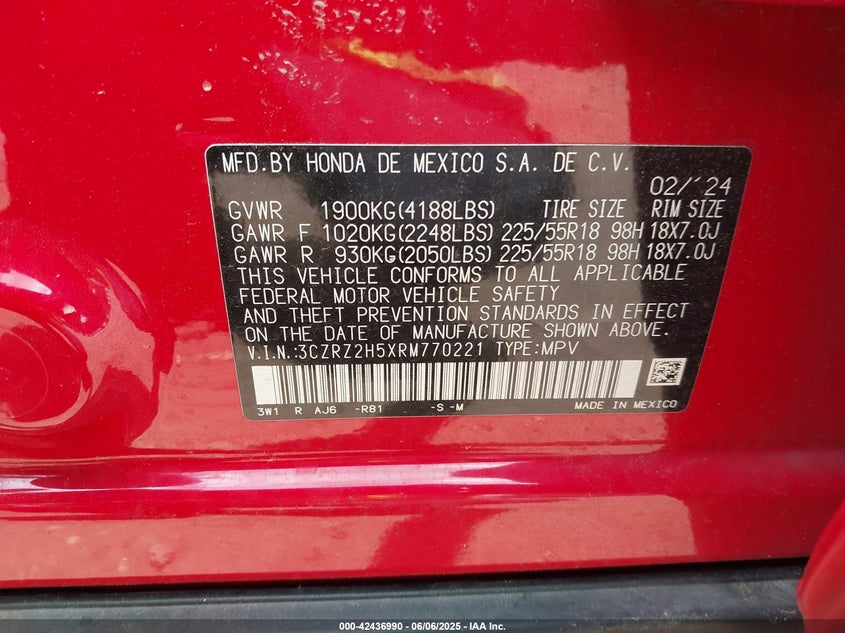 MFD.BY HONDA DE MEXICO S.A. DE C.V.
02/'24
GVWR 1900KG(4188LBS) TIRE SIZE RIM SIZE
GAWR F 1020KG(2248LBS) 225/55R18 98H 18X7.0J
GAWR R 930KG(2050LBS) 225/55R18 98H 18X7.0J
THIS VEHICLE CONFORMS TO ALL APPLICABLE
FEDERAL MOTOR VEHICLE SAFETY
AND THEFT PREVENTION STANDARDS IN EFFECT
ON THE DATE OF MANUFACTURE SHOWN ABOVE.
V.I.N.:3CZRZ2H5XRM770221 TYPE:MPV
3W1 R AJ6 -R81 -S -M MADE IN MEXICO
000-42436990 - 06/06/2025 - IAA Inc.